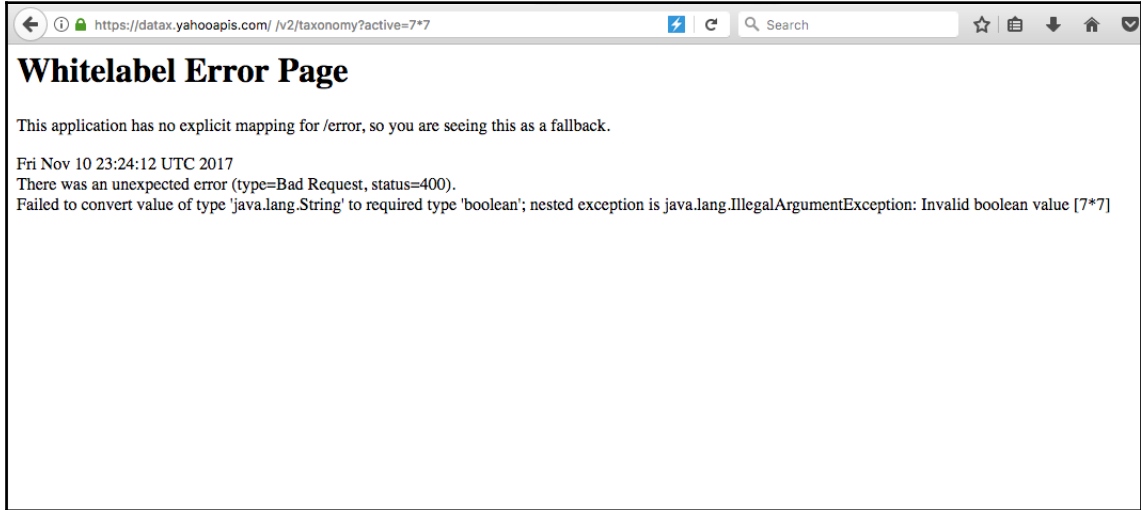 https://datax.yahooapis.com/ /v2/taxonomy?active=7*7
Search
Whitelabel Error Page
This application has no explicit mapping for /error, so you are seeing this as a fallback.
Fri Nov 10 23:24:12 UTC 2017
There was an unexpected error (type=Bad Request, status=400).
Failed to convert value of type 'java.lang.String' to required type 'boolean'; nested exception is java.lang.IllegalArgumentException: Invalid boolean value [7*7]